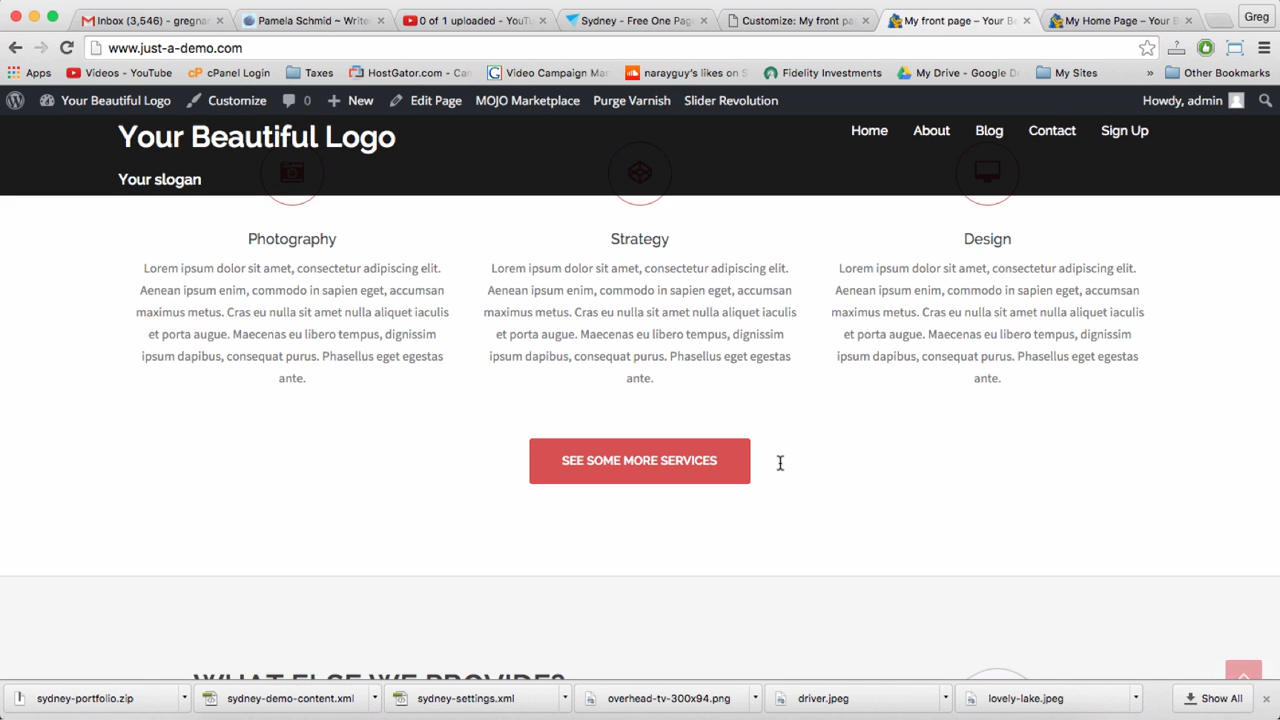 Inbox (3,546) - gregnar
Pamela Schmid ~ Write
0 of 1 uploaded - YouTu
Sydney - Free One Pag
Customize: My front pa
My front page – Your B
My Home Page – Your B
Greg
www.just-a-demo.com
Apps
Videos - YouTube
cPanel Login
Taxes
HostGator.com - Can
Video Campaign Man
narayguy's likes on S
Fidelity Investments
My Drive - Google D
My Sites
»
Other Bookmarks
Your Beautiful Logo
Customize
0
New
Edit Page
MOJO Marketplace
Purge Varnish
Slider Revolution
Howdy, admin
Your Beautiful Logo
Home
About
Blog
Contact
Sign Up
Your slogan
Photography
Lorem ipsum dolor sit amet, consectetur adipiscing elit.
Aenean ipsum enim, commodo in sapien eget, accumsan
maximus metus. Cras eu nulla sit amet nulla aliquet iaculis
et porta augue. Maecenas eu libero tempus, dignissim
ipsum dapibus, consequat purus. Phasellus eget egestas
ante.
Strategy
Lorem ipsum dolor sit amet, consectetur adipiscing elit.
Aenean ipsum enim, commodo in sapien eget, accumsan
maximus metus. Cras eu nulla sit amet nulla aliquet iaculis
et porta augue. Maecenas eu libero tempus, dignissim
ipsum dapibus, consequat purus. Phasellus eget egestas
ante.
Design
Lorem ipsum dolor sit amet, consectetur adipiscing elit.
Aenean ipsum enim, commodo in sapien eget, accumsan
maximus metus. Cras eu nulla sit amet nulla aliquet iaculis
et porta augue. Maecenas eu libero tempus, dignissim
ipsum dapibus, consequat purus. Phasellus eget egestas
ante.
SEE SOME MORE SERVICES
WHAT ELSE WE PROVIDE?
sydney-portfolio.zip
sydney-demo-content.xml
sydney-settings.xml
overhead-tv-300x94.png
driver.jpeg
lovely-lake.jpeg
Show All